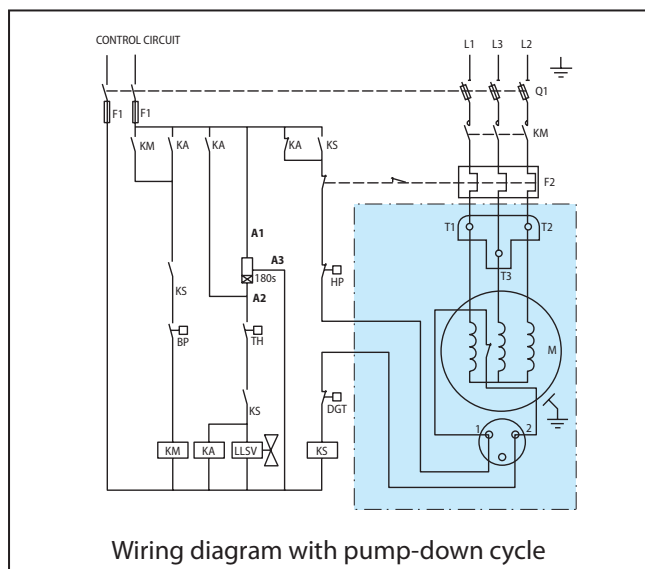 CONTROL CIRCUIT
L1 L3 L2
F1 F1
Q1
KM KA KA KA KS
KM
F2
A1
A3
180s
A2
T1 T2
T3
KS
HP
BP
TH
M
KS
DGT
1 2
KM KA LLSV KS
Wiring diagram with pump-down cycle